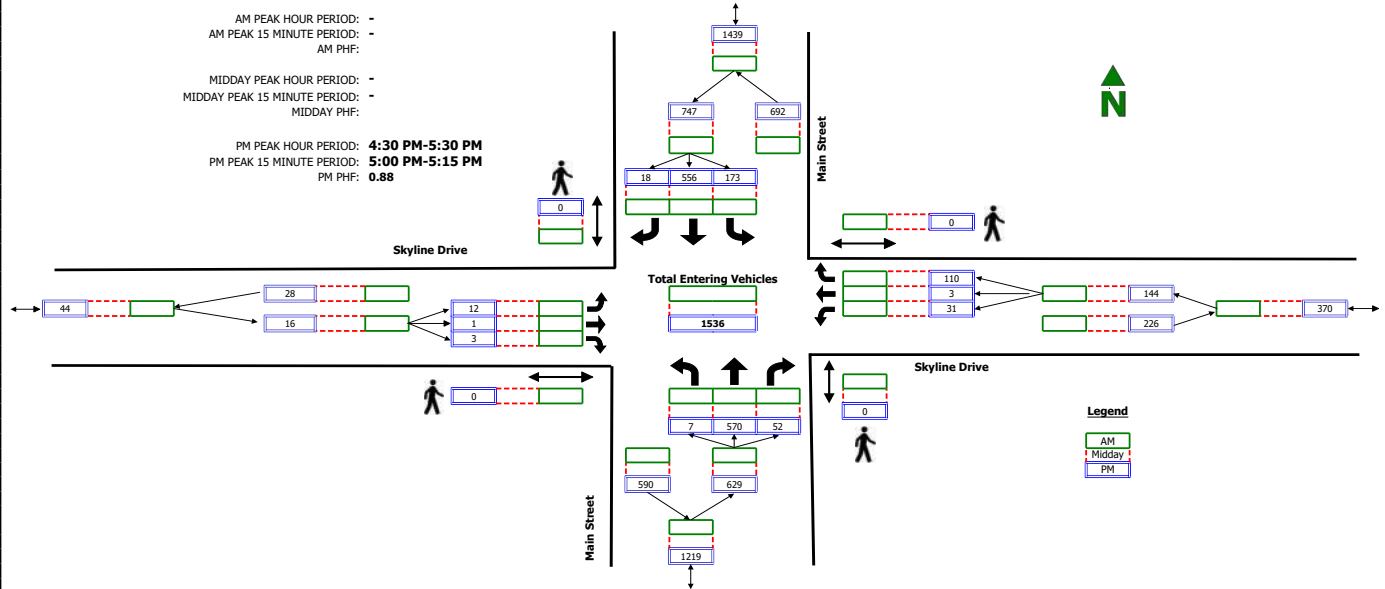 AM PEAK HOUR PERIOD: -
AM PEAK 15 MINUTE PERIOD: -
AM PHF:
MIDDAY PEAK HOUR PERIOD: -
MIDDAY PEAK 15 MINUTE PERIOD: -
MIDDAY PHF:
PM PEAK HOUR PERIOD: 4:30 PM-5:30 PM
PM PEAK 15 MINUTE PERIOD: 5:00 PM-5:15 PM
PM PHF: 0.88
1439
747 692
18 556 173
Main Street
N
0
0
Skyline Drive
Total Entering Vehicles
1536
44
28
16
12
1
3
110
3
31
144
226
370
Skyline Drive
0
0
7 570 52
590 629
1219
Main Street
Legend
AM
Midday
PM